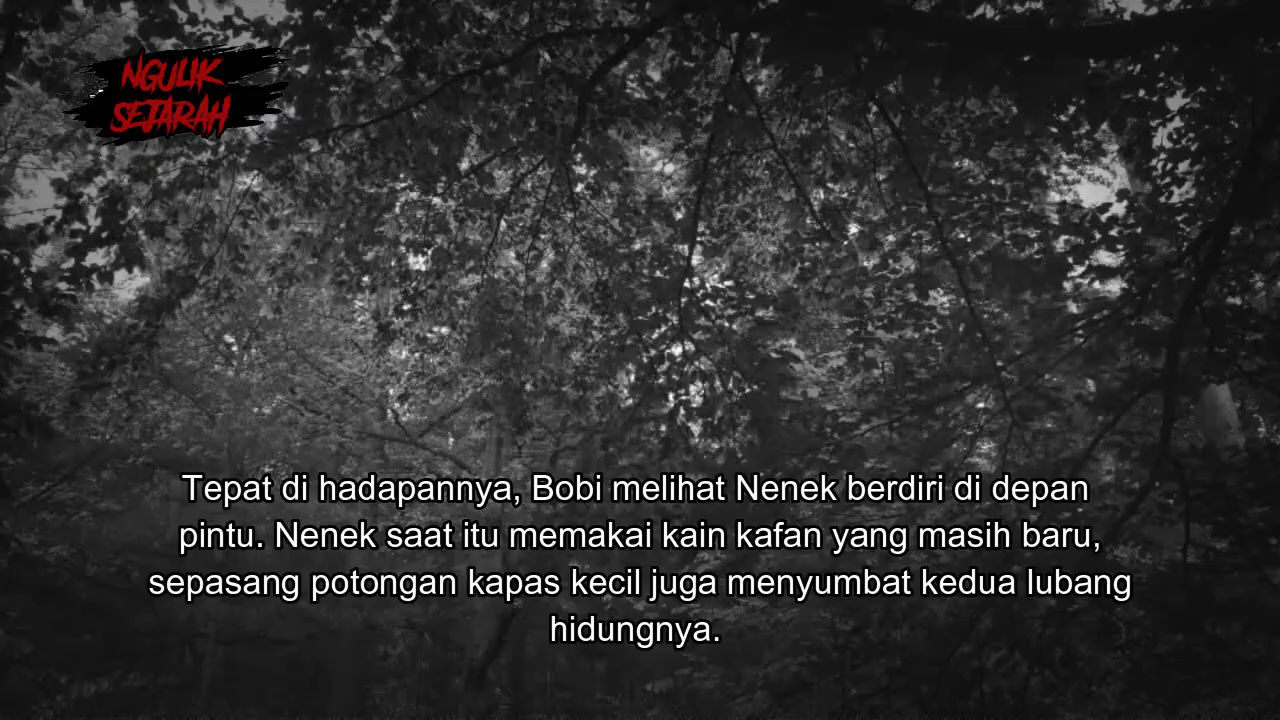 NGULIK
SEJARAH
Tepat di hadapannya, Bobi melihat Nenek berdiri di depan
pintu. Nenek saat itu memakai kain kafan yang masih baru,
sepasang potongan kapas kecil juga menyumbat kedua lubang
hidungnya.